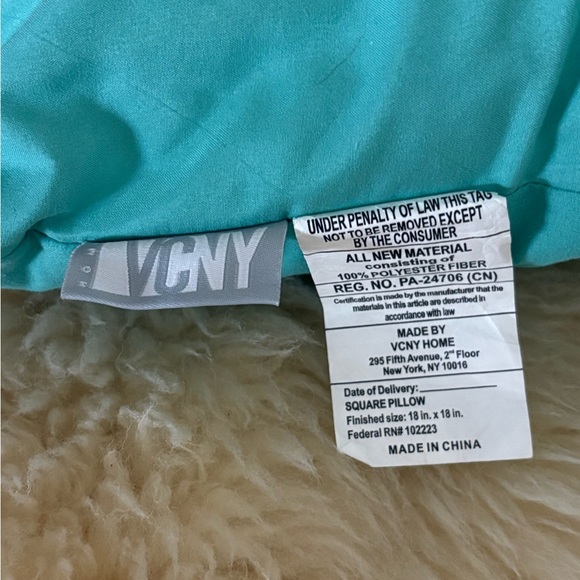 VCNY
HOM
UNDER PENALTY OF LAW THIS TAG
NOT TO BE REMOVED EXCEPT
BY THE CONSUMER
ALL NEW MATERIAL
consisting of
100% POLYESTER FIBER
REG. NO. PA-24706 (CN)
Certification is made by the manufacturer that the
materials in this article are described in
accordance with law
MADE BY
VCNY HOME
295 Fifth Avenue, 2nd Floor
New York, NY, 10016
Date of Delivery:
SQUARE PILLOW
Finished size: 18 in. x 18 in.
Federal RN# 102223
MADE IN CHINA